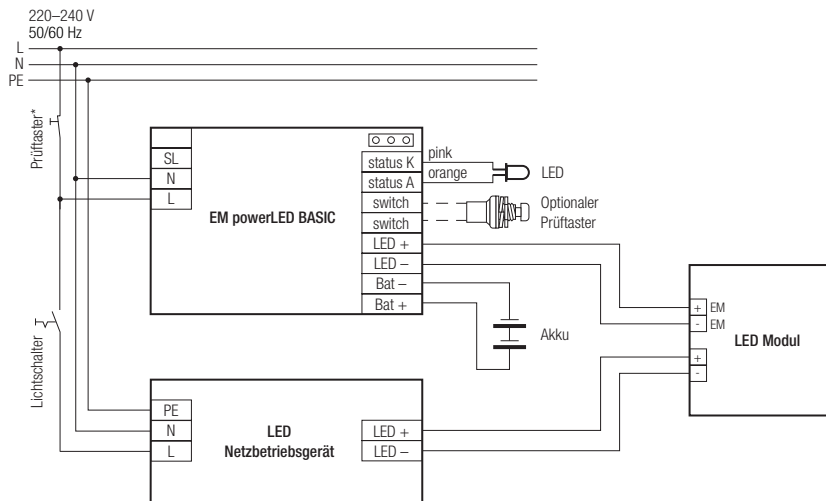 220–240 V
50/60 Hz
L
N
PE
Prüftaster*
Lichtschalter
SL
N
L
EM powerLED BASIC
status K
status A
switch
switch
LED +
LED –
Bat –
Bat +
pink
orange
LED
Optionaler
Prüftaster
Akku
+ EM
- EM
+
-
LED Modul
PE
N
L
LED
Netzbetriebsgerät
LED +
LED –